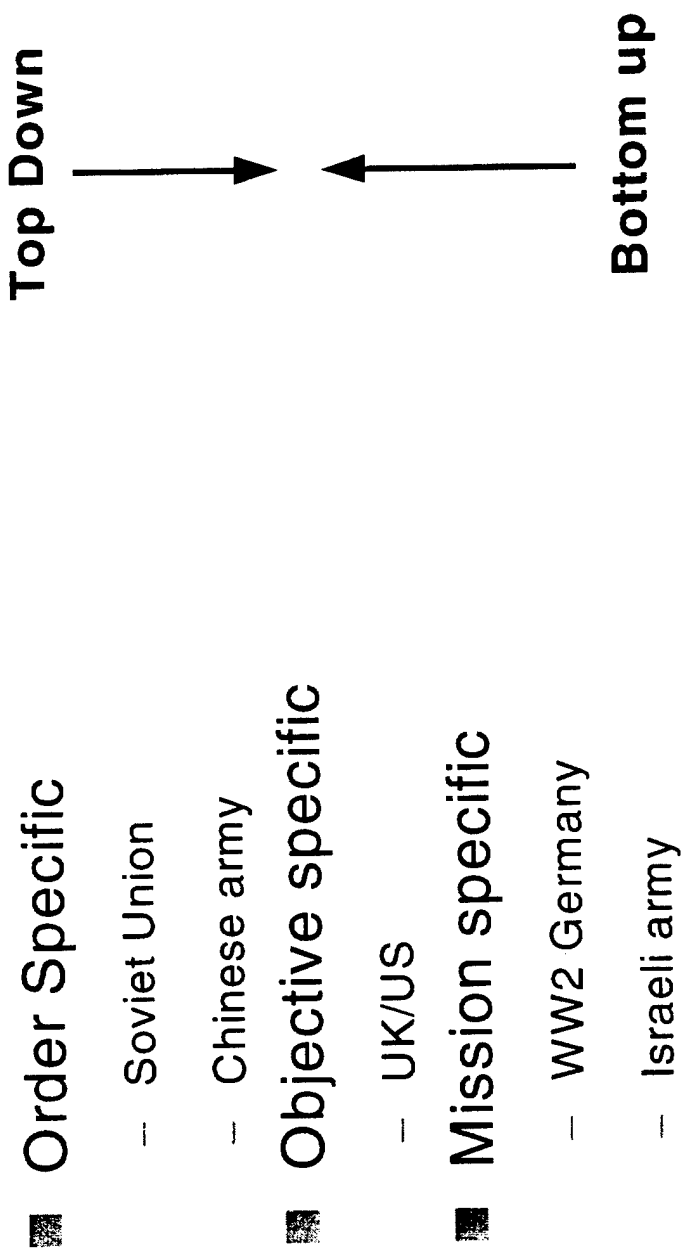 ■ Order Specific
– Soviet Union
– Chinese army
■ Objective specific
– UK/US
■ Mission specific
– WW2 Germany
– Israeli army
Top Down
Bottom up